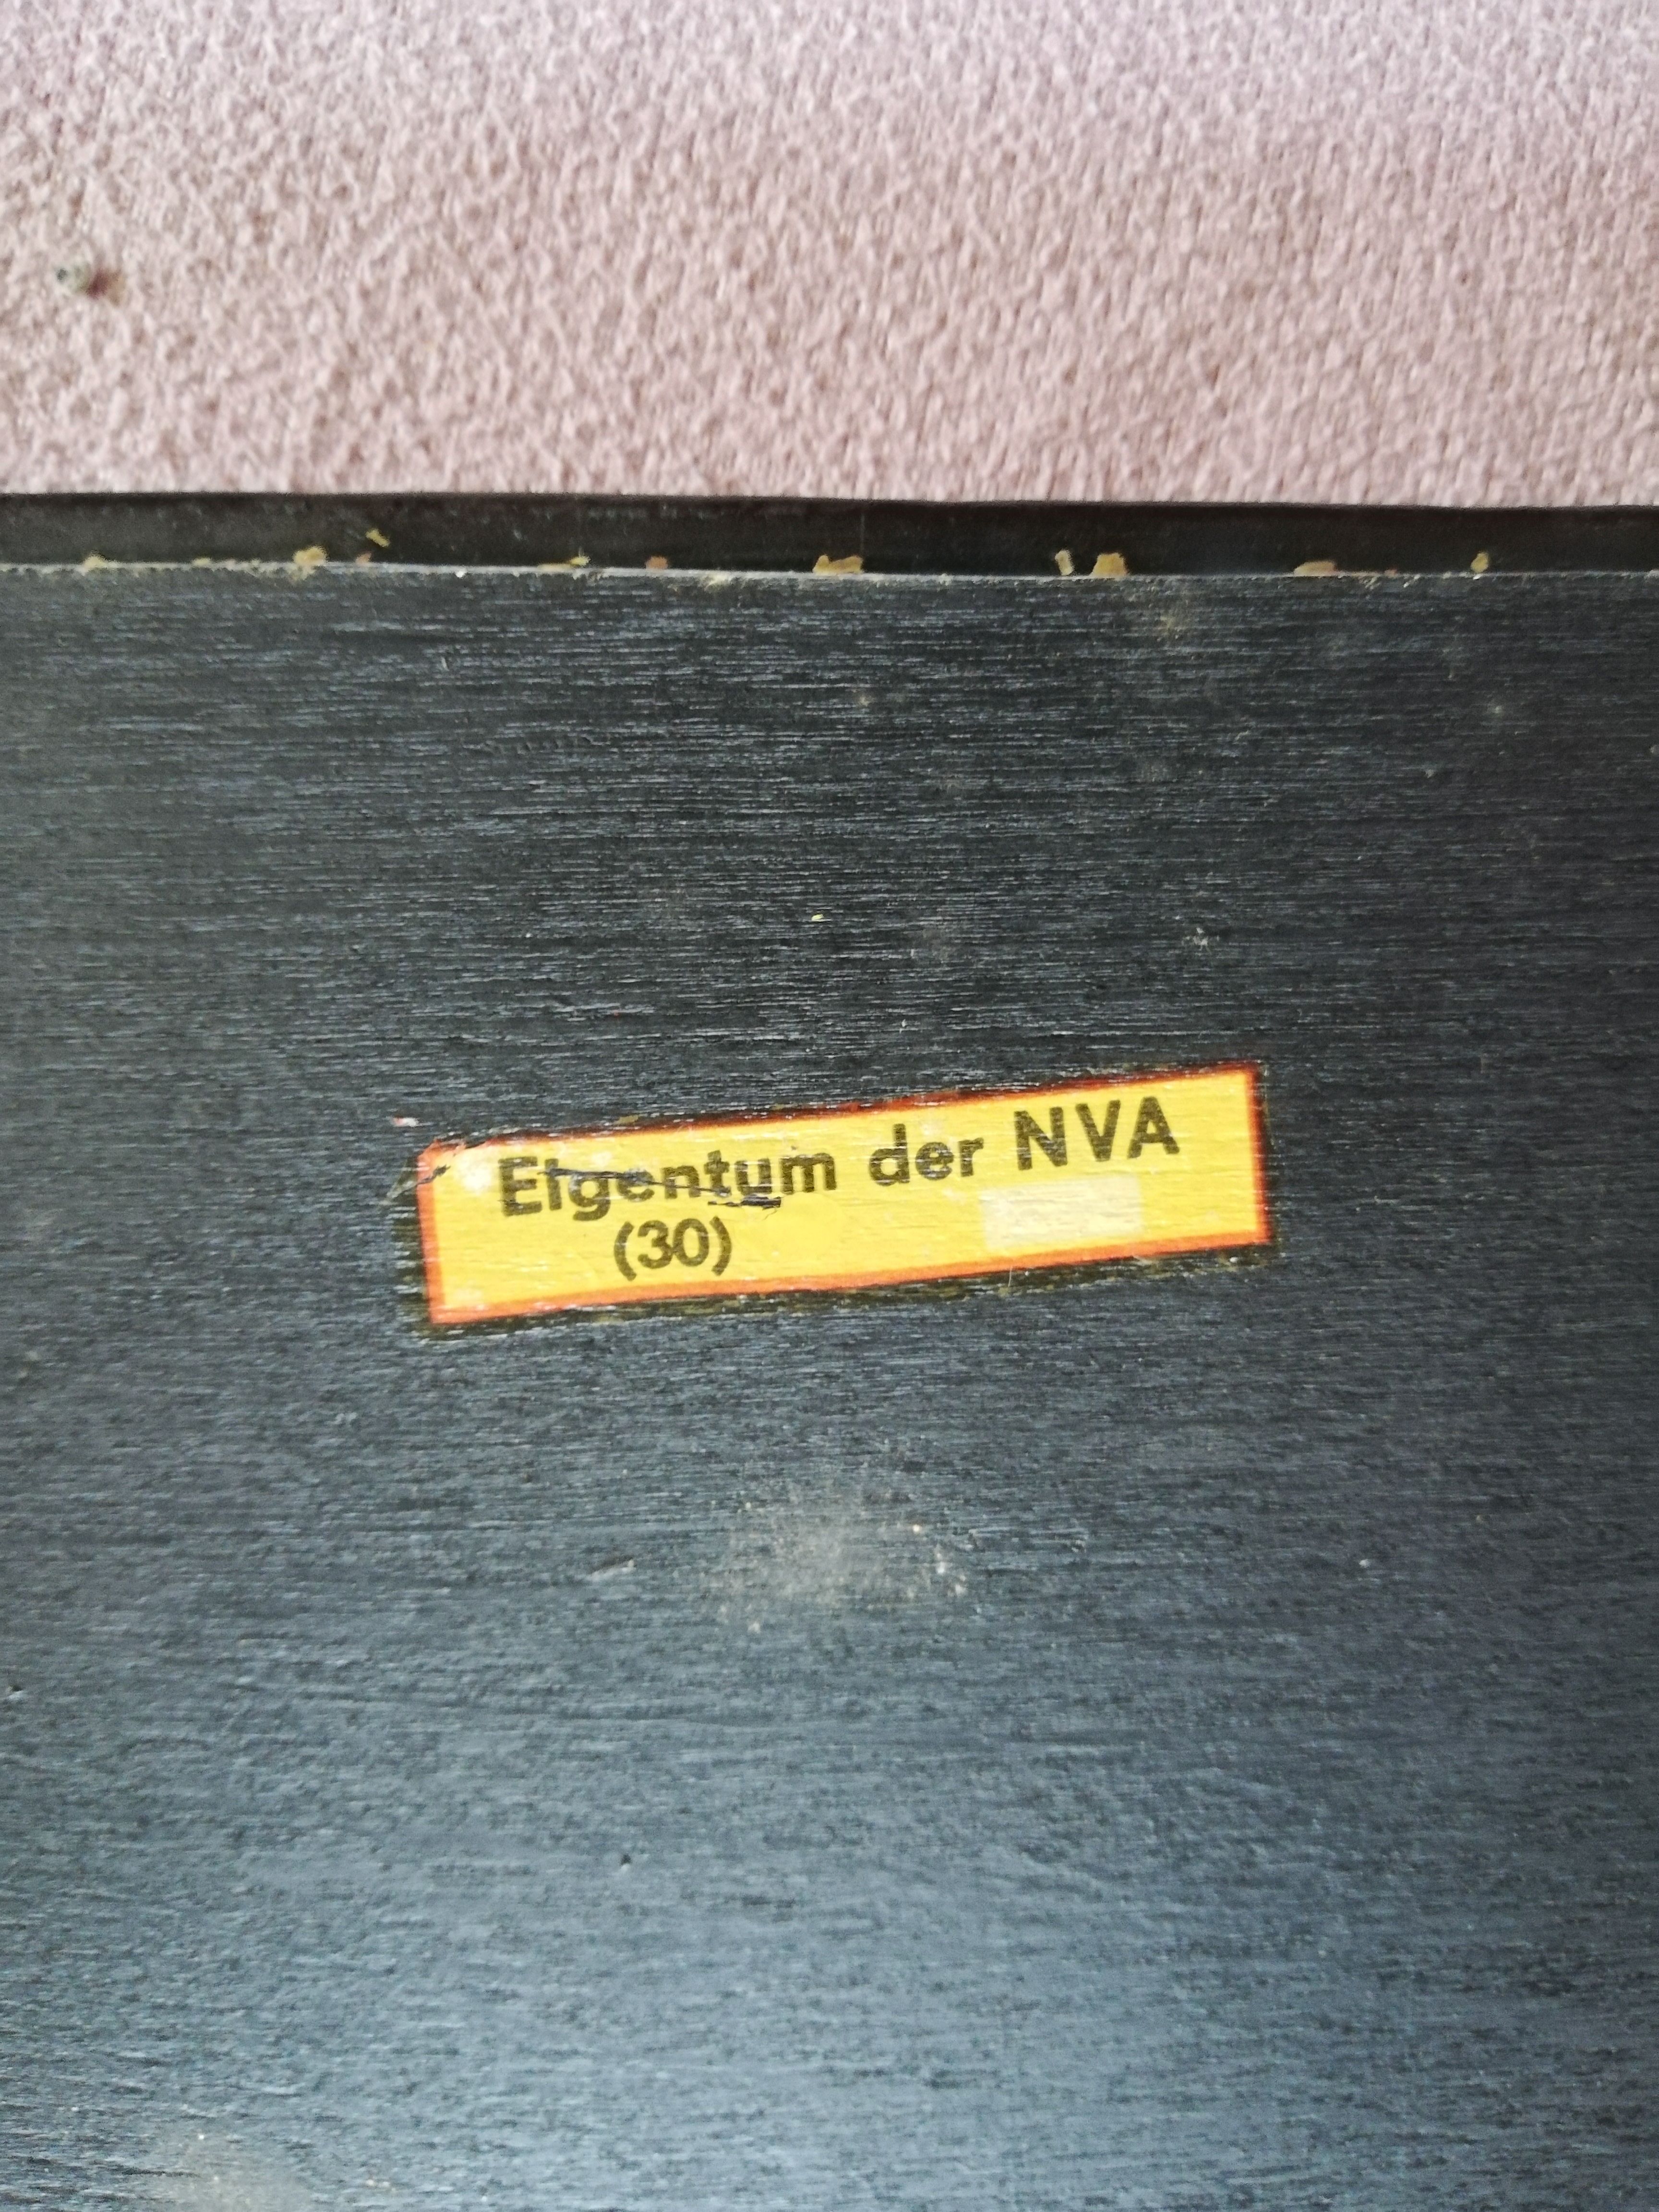 Eigentum der NVA
(30)